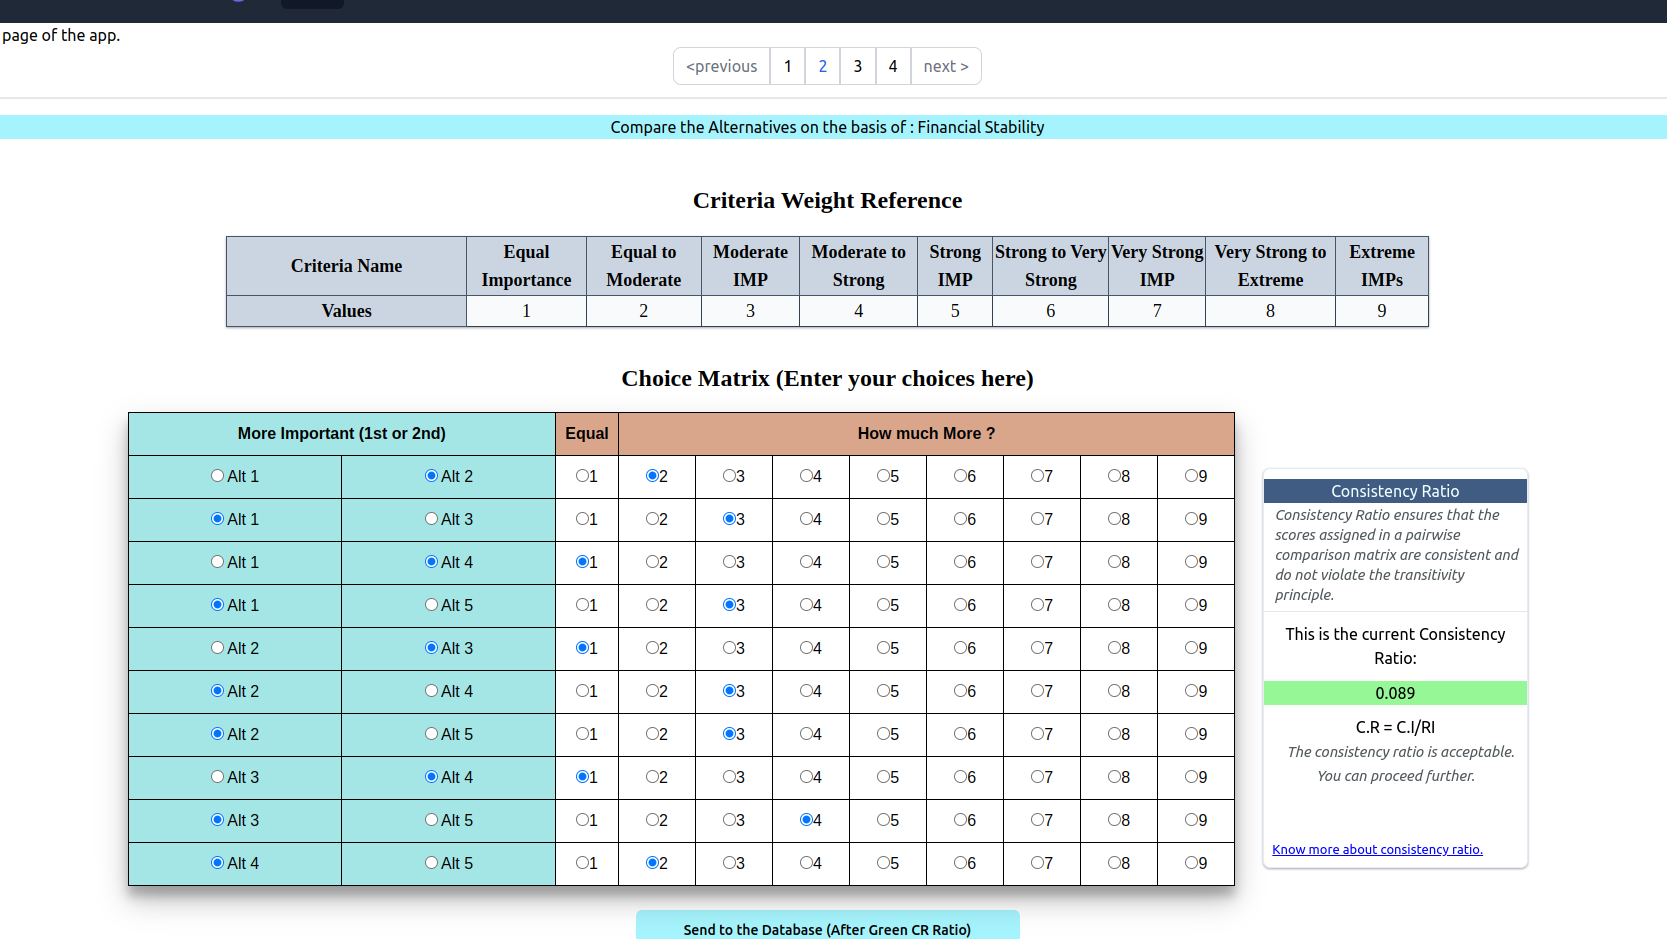 page of the app.
<previous 1 2 3 4 next >
Compare the Alternatives on the basis of : Financial Stability
Criteria Weight Reference
Criteria Name Equal Importance Equal to Moderate Moderate IMP Moderate to Strong Strong IMP Strong to Very Strong Very Strong IMP Very Strong to Extreme Extreme IMPs
Values 1 2 3 4 5 6 7 8 9
Choice Matrix (Enter your choices here)
More Important (1st or 2nd) Equal How much More ?
Alt 1 Alt 2 1 2 3 4 5 6 7 8 9
Alt 1 Alt 3 1 2 3 4 5 6 7 8 9
Alt 1 Alt 4 1 2 3 4 5 6 7 8 9
Alt 1 Alt 5 1 2 3 4 5 6 7 8 9
Alt 2 Alt 3 1 2 3 4 5 6 7 8 9
Alt 2 Alt 4 1 2 3 4 5 6 7 8 9
Alt 2 Alt 5 1 2 3 4 5 6 7 8 9
Alt 3 Alt 4 1 2 3 4 5 6 7 8 9
Alt 3 Alt 5 1 2 3 4 5 6 7 8 9
Alt 4 Alt 5 1 2 3 4 5 6 7 8 9
Consistency Ratio
Consistency Ratio ensures that the
scores assigned in a pairwise
comparison matrix are consistent and
do not violate the transitivity
principle.
This is the current Consistency
Ratio:
0.089
C.R = C.I/RI
The consistency ratio is acceptable.
You can proceed further.
Know more about consistency ratio.
Send to the Database (After Green CR Ratio)